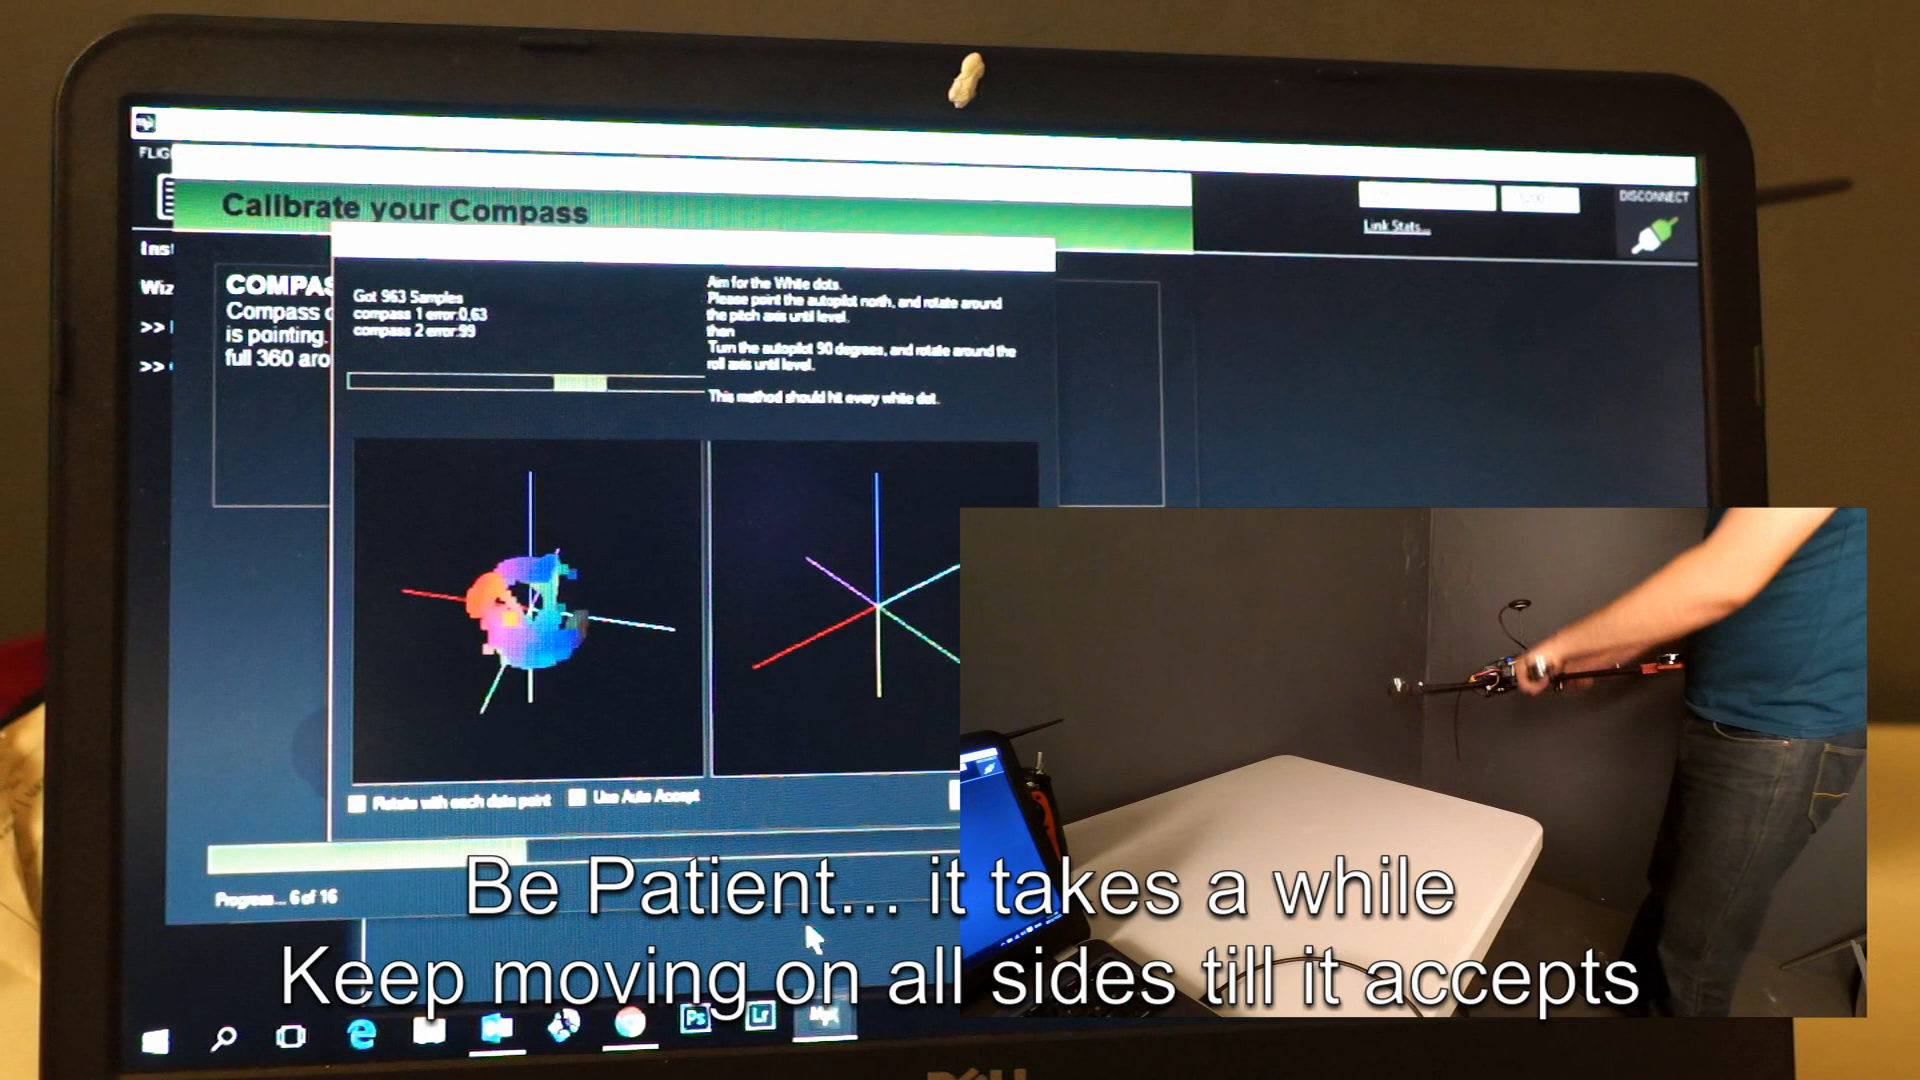 FLIG
Calibrate your Compass
DISCONNECT
Link Stats...
Inst
Wiz
>>
>>
COMPAS
Compass
is pointing.
full 360 aro
Got 963 Samples
compass 1 error:0,63
compass 2 error:99
Aim for the White dots.
Please point the autopilot north, and rotate around
the pitch axis until level.
then
Turn the autopilot 90 degrees, and rotate around the
roll axis until level.
This method should hit every white dot.
Rotate with each data point
Use Auto Accept
Progress... 6 of 16
Be Patient... it takes a while
Keep moving on all sides till it accepts
Ps
Lr
DELL